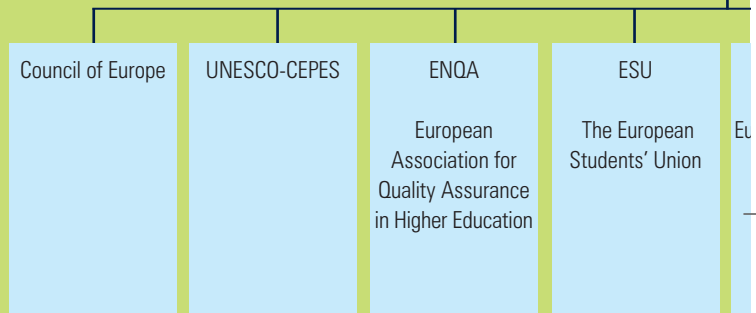 Council of Europe
UNESCO-CEPES
ENQA
European
Association for
Quality Assurance
in Higher Education
ESU
The European
Students’ Union
Eu